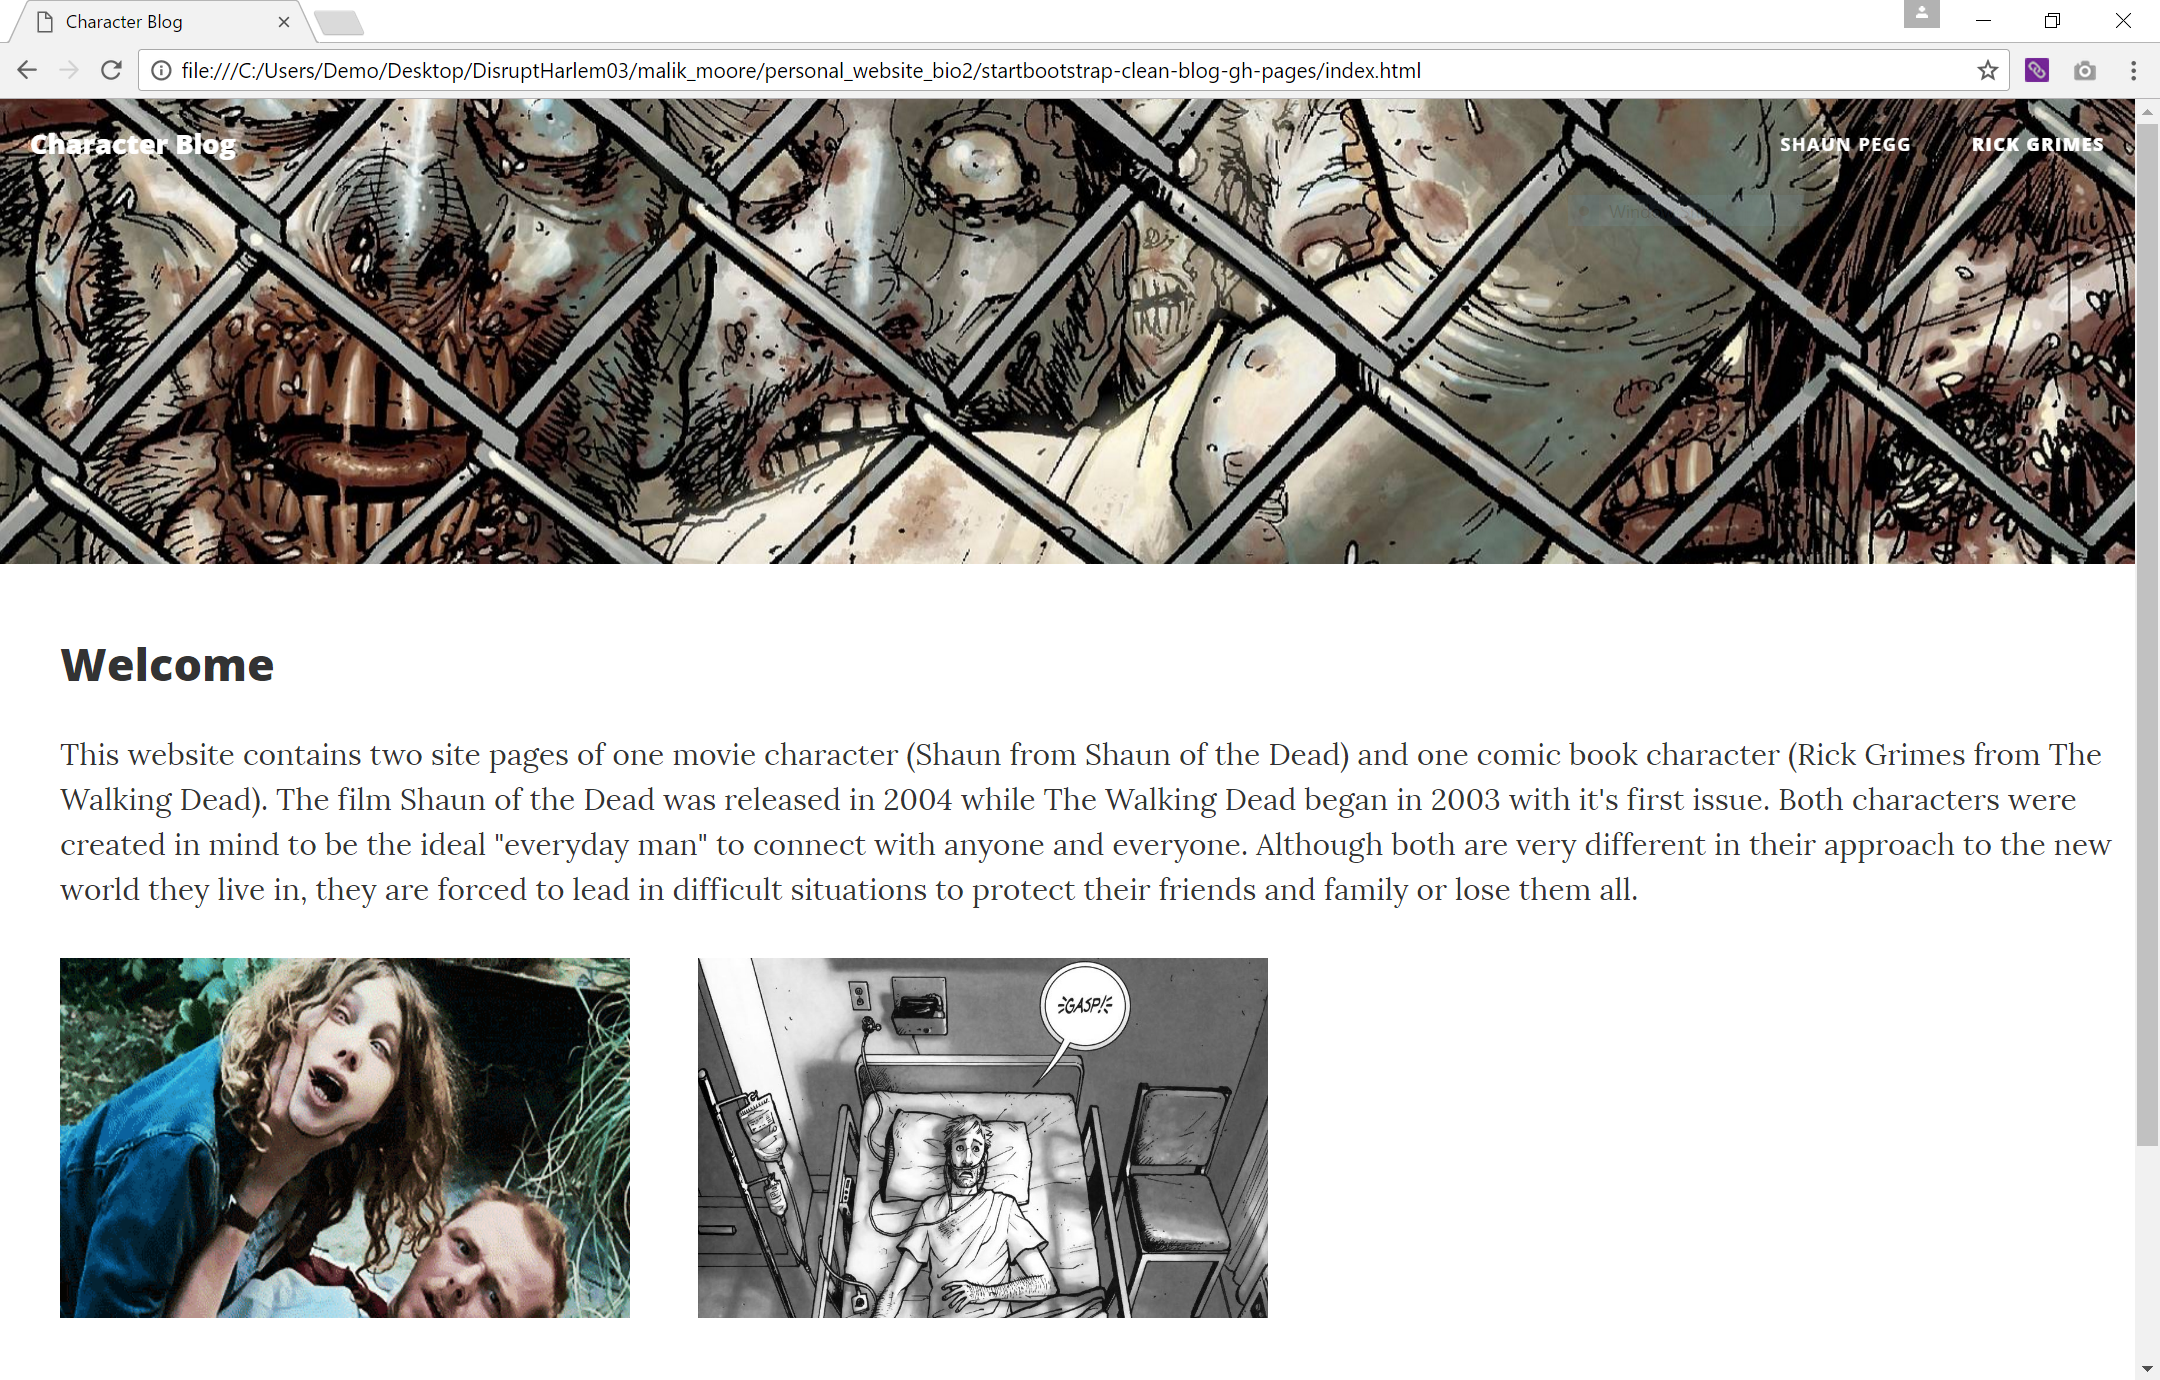 Character Blog
file:///C:/Users/Demo/Desktop/DisruptHarlem03/malik_moore/personal_website_bio2/startbootstrap-clean-blog-gh-pages/index.html
Character Blog
SHAUN PEGG
RICK GRIMES
Welcome
This website contains two site pages of one movie character (Shaun from Shaun of the Dead) and one comic book character (Rick Grimes from The
Walking Dead). The film Shaun of the Dead was released in 2004 while The Walking Dead began in 2003 with it's first issue. Both characters were
created in mind to be the ideal "everyday man" to connect with anyone and everyone. Although both are very different in their approach to the new
world they live in, they are forced to lead in difficult situations to protect their friends and family or lose them all.
GASP!